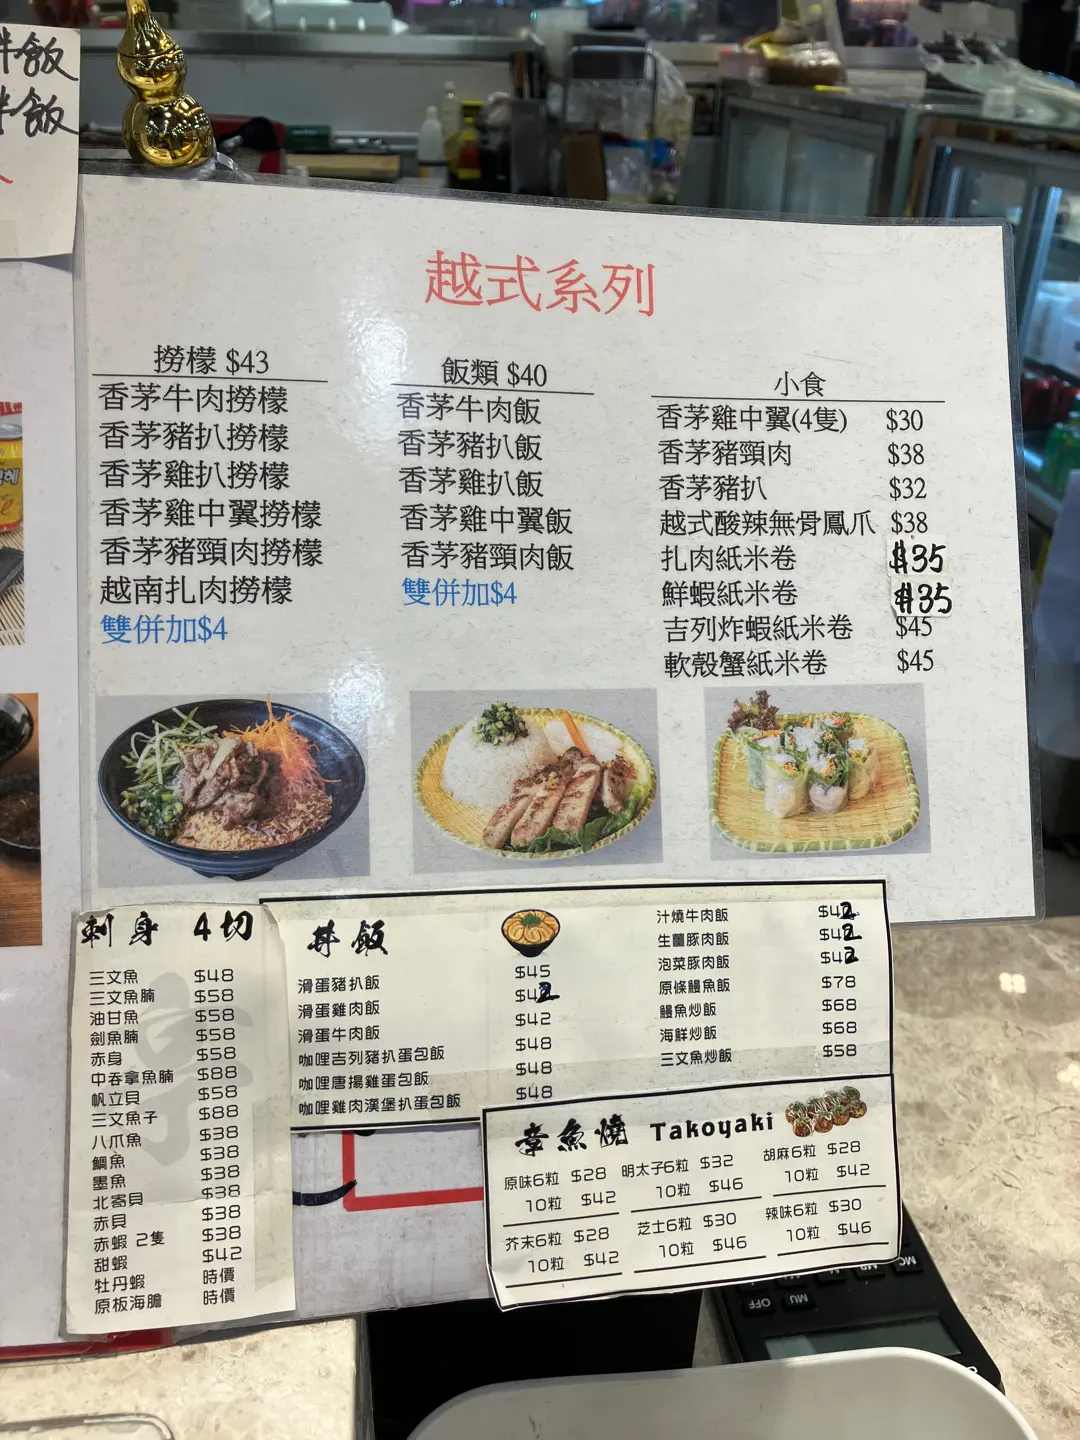 拌飯
拌飯
越式系列
撈檬 $43
香茅牛肉撈檬
香茅豬扒撈檬
香茅雞扒撈檬
香茅雞中翼撈檬
香茅豬頸肉撈檬
越南扎肉撈檬
雙併加$4
飯類 $40
香茅牛肉飯
香茅豬扒飯
香茅雞扒飯
香茅雞中翼飯
香茅豬頸肉飯
雙併加$4
小食
香茅雞中翼(4隻) $30
香茅豬頸肉 $38
香茅豬扒 $32
越式酸辣無骨鳳爪 $38
扎肉紙米卷 $35
鮮蝦紙米卷 $35
吉列炸蝦紙米卷 $45
軟殼蟹紙米卷 $45
刺身 4切
三文魚 $48
三文魚腩 $58
油甘魚 $58
劍魚腩 $58
赤身 $58
中吞拿魚腩 $88
帆立貝 $58
三文魚子 $88
八爪魚 $38
鯛魚 $38
墨魚 $38
北寄貝 $38
赤貝 $38
赤蝦 2隻 $38
甜蝦 $42
牡丹蝦 時價
原板海膽 時價
丼飯
滑蛋豬扒飯 $45
滑蛋雞肉飯 $42
滑蛋牛肉飯 $42
咖哩吉列豬扒蛋包飯 $48
咖哩唐揚雞蛋包飯 $48
咖哩雞肉漢堡扒蛋包飯 $48
汁燒牛肉飯 $42
生薑豚肉飯 $42
泡菜豚肉飯 $42
原條鰻魚飯 $78
鰻魚炒飯 $68
海鮮炒飯 $68
三文魚炒飯 $58
章魚燒 Takoyaki
原味6粒 $28
10粒 $42
明太子6粒 $32
10粒 $46
胡麻6粒 $28
10粒 $42
芥末6粒 $28
10粒 $42
芝士6粒 $30
10粒 $46
辣味6粒 $30
10粒 $46
OFF
MU